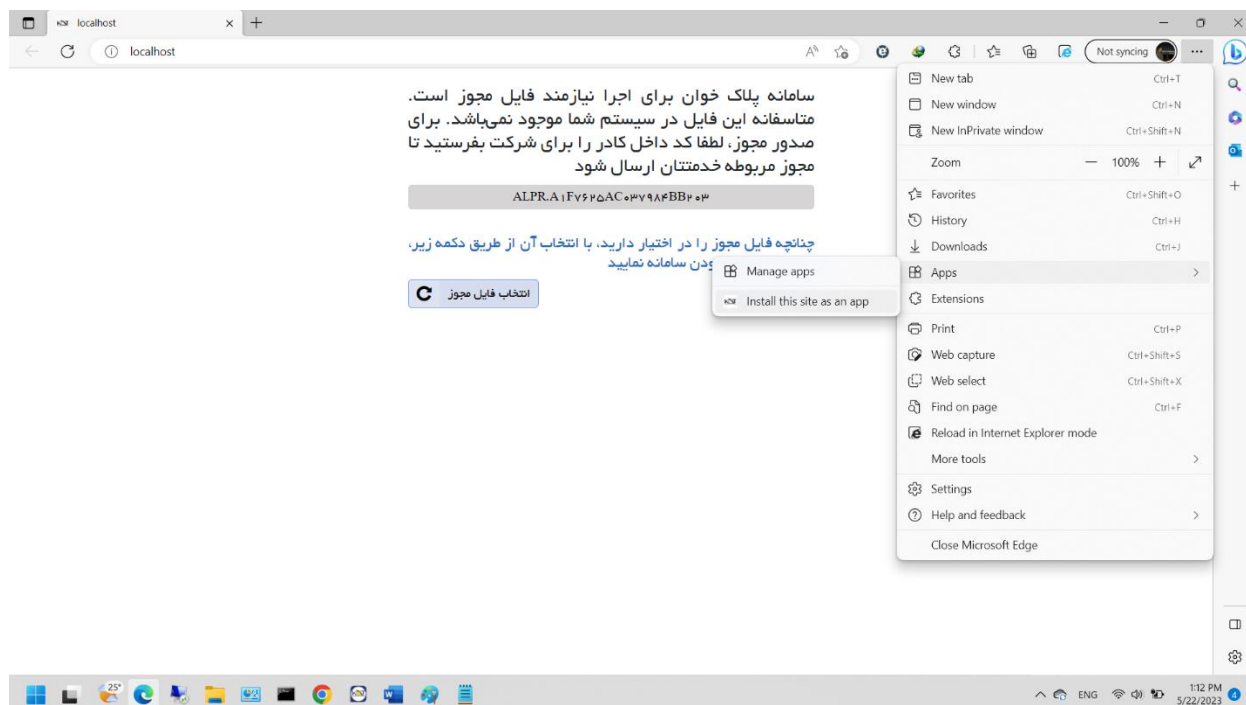 localhost
localhost
Not syncing
سامانه پلاک خوان برای اجرا نیازمند فایل مجوز است.
متاسفانه این فایل در سیستم شما موجود نمی‌باشد. برای
صدور مجوز، لطفا کد داخل کادر را برای شرکت بفرستید تا
مجوز مربوطه خدمتتان ارسال شود
ALPR.A۱F۷۶۲۵AC۰۳۷۹۸۴BB۲۰۳
چنانچه فایل مجوز را در اختیار دارید، با انتخاب آن از طریق دکمه زیر،
سامانه نمایید
انتخاب فایل مجوز
Manage apps
Install this site as an app
New tab Ctrl+T
New window Ctrl+N
New InPrivate window Ctrl+Shift+N
Zoom 100%
Favorites Ctrl+Shift+O
History Ctrl+H
Downloads Ctrl+J
Apps
Extensions
Print Ctrl+P
Web capture Ctrl+Shift+S
Web select Ctrl+Shift+X
Find on page Ctrl+F
Reload in Internet Explorer mode
More tools
Settings
Help and feedback
Close Microsoft Edge
25°
ENG
1:12 PM
5/22/2023
4